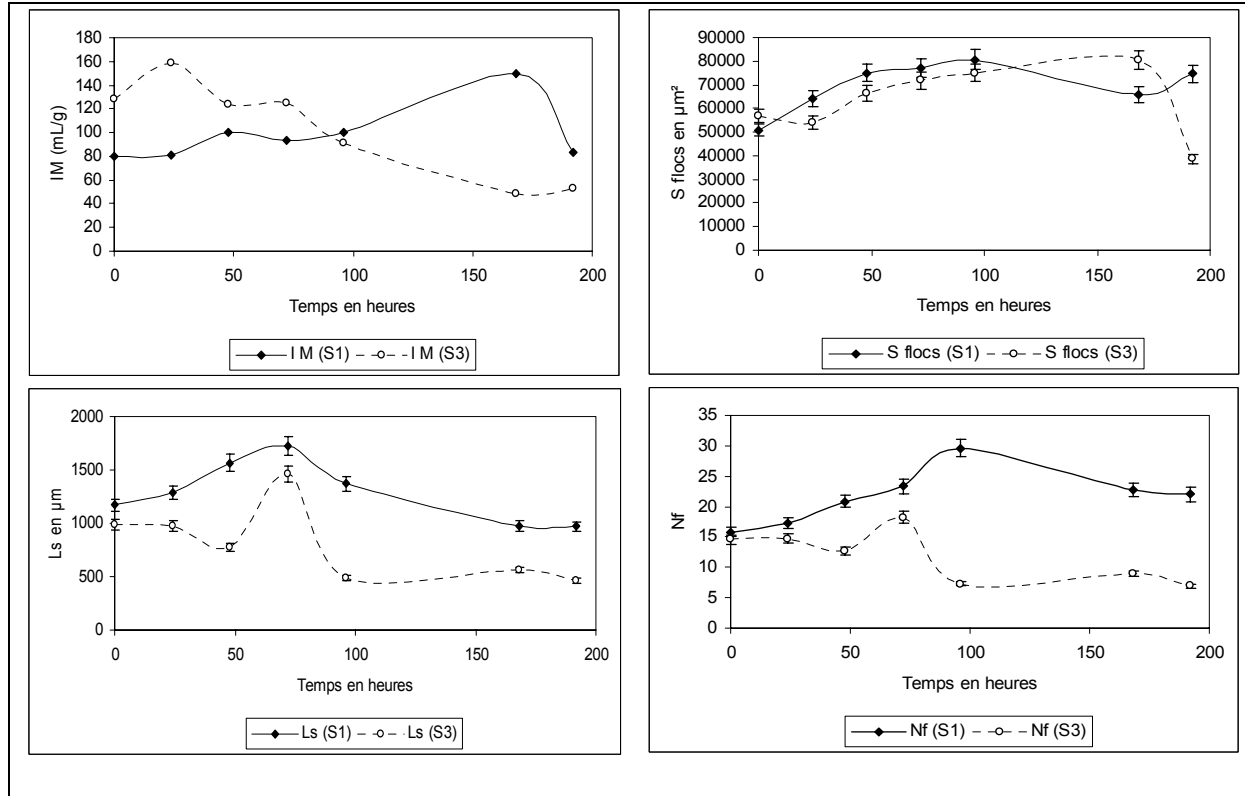 IM (mL/g)
180
160
140
120
100
80
60
40
20
0
0 50 100 150 200
Temps en heures
I M (S1) I M (S3)
S flocs en µm²
90000
80000
70000
60000
50000
40000
30000
20000
10000
0
0 50 100 150 200
Temps en heures
S flocs (S1) S flocs (S3)
Ls en µm
2000
1500
1000
500
0
0 50 100 150 200
Temps en heures
Ls (S1) Ls (S3)
Nf
35
30
25
20
15
10
5
0
0 50 100 150 200
Temps en heures
Nf (S1) Nf (S3)